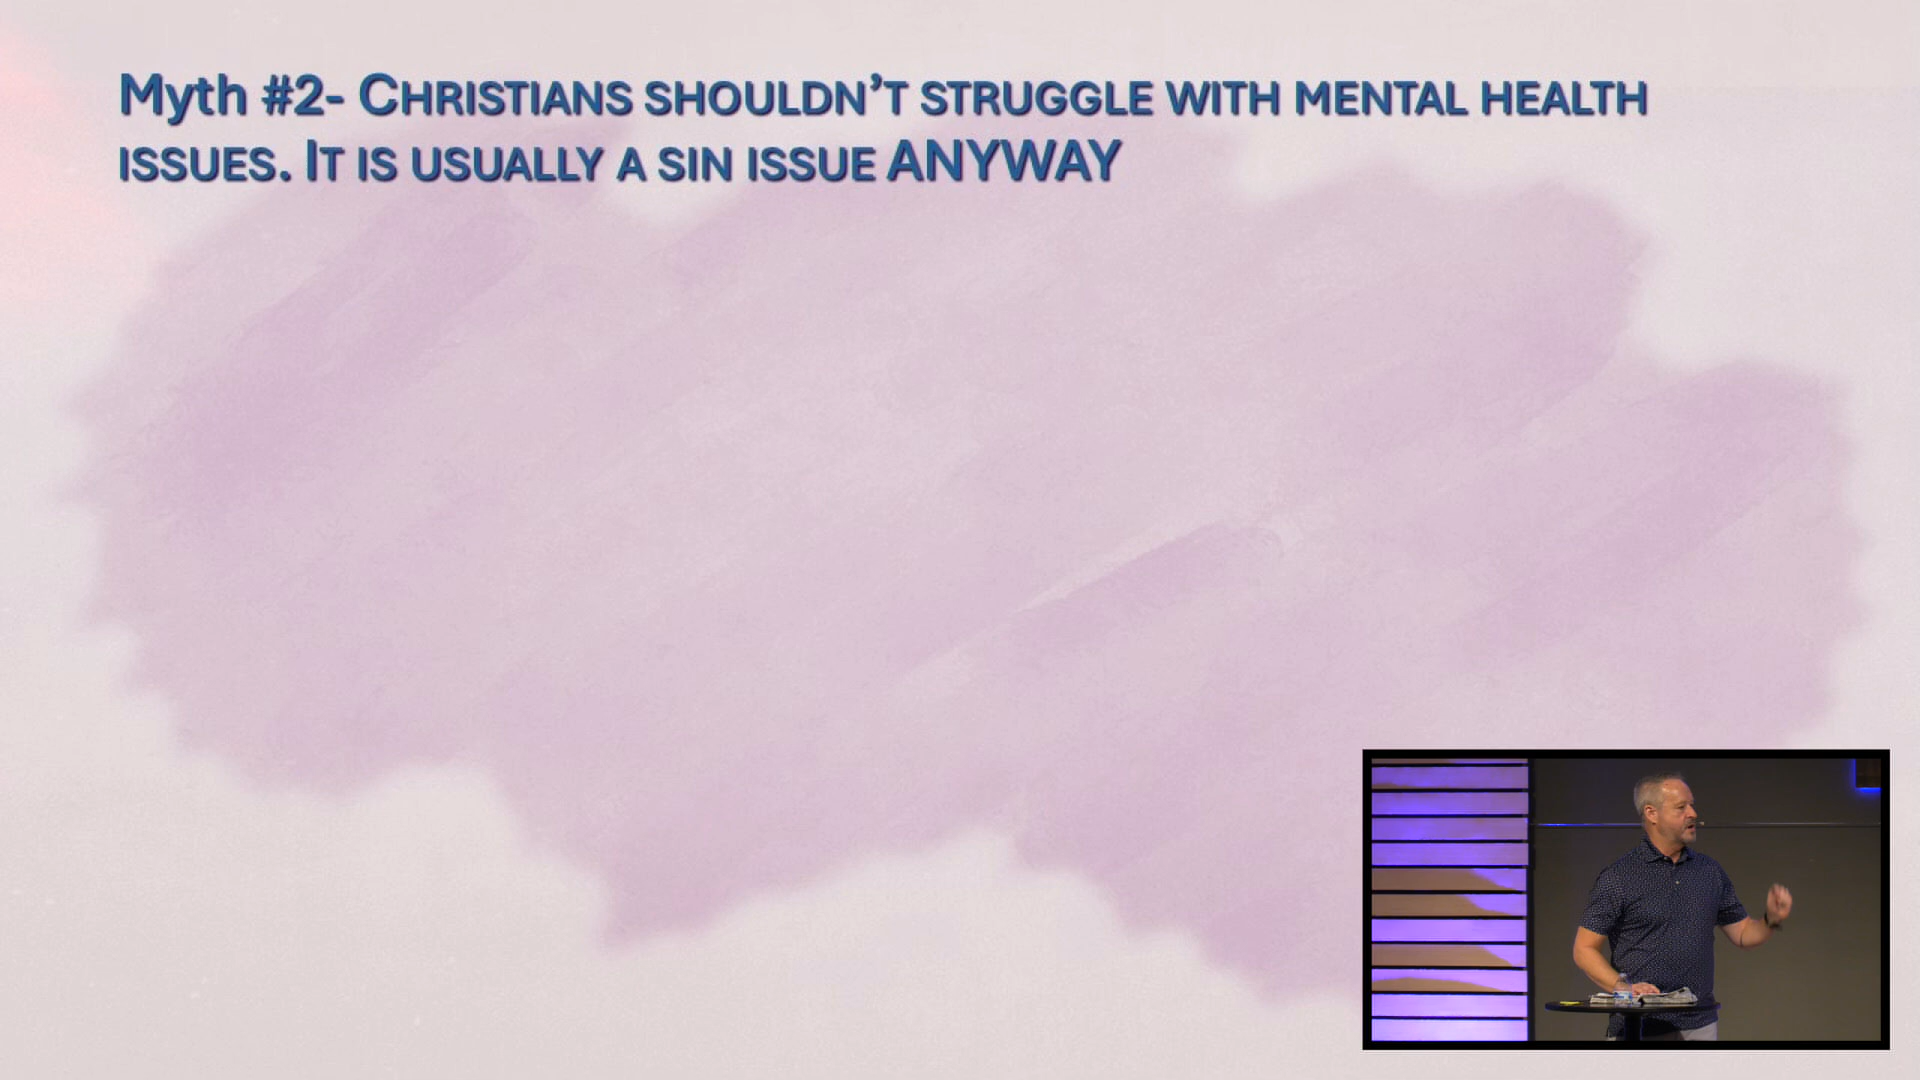 Myth #2- Christians shouldn’t struggle with mental health
issues. It is usually a sin issue ANYWAY